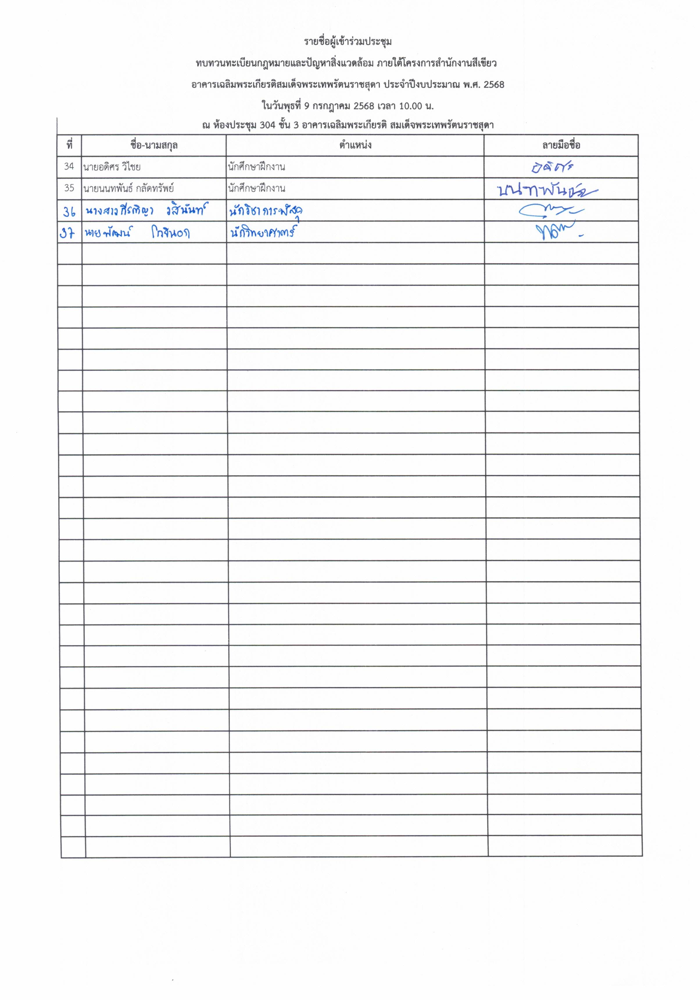 รายชื่อผู้เข้าร่วมประชุม
ทบทวนทะเบียนกฎหมายและปัญหาสิ่งแวดล้อม ภายใต้โครงการสำนักงานสีเขียว
อาคารเฉลิมพระเกียรติสมเด็จพระเทพรัตนราชสุดา ประจำปีงบประมาณ พ.ศ. 2568
ในวันพุธที่ 9 กรกฎาคม 2568 เวลา 10.00 น.
ณ ห้องประชุม 304 ชั้น 3 อาคารเฉลิมพระเกียรติ สมเด็จพระเทพรัตนราชสุดา
ที่ ชื่อ-นามสกุล ตำแหน่ง ลายมือชื่อ
34 นายอดิศร วิไชย นักศึกษาฝึกงาน อดิศร
35 นายนนทพันธ์ กลัดทรัพย์ นักศึกษาฝึกงาน นนทพันธ์
36 นางสาวกีรติญา วสินันท์ นักวิชาการพัสดุ
37 นายพัฒน์ นักวิทยาศาสตร์